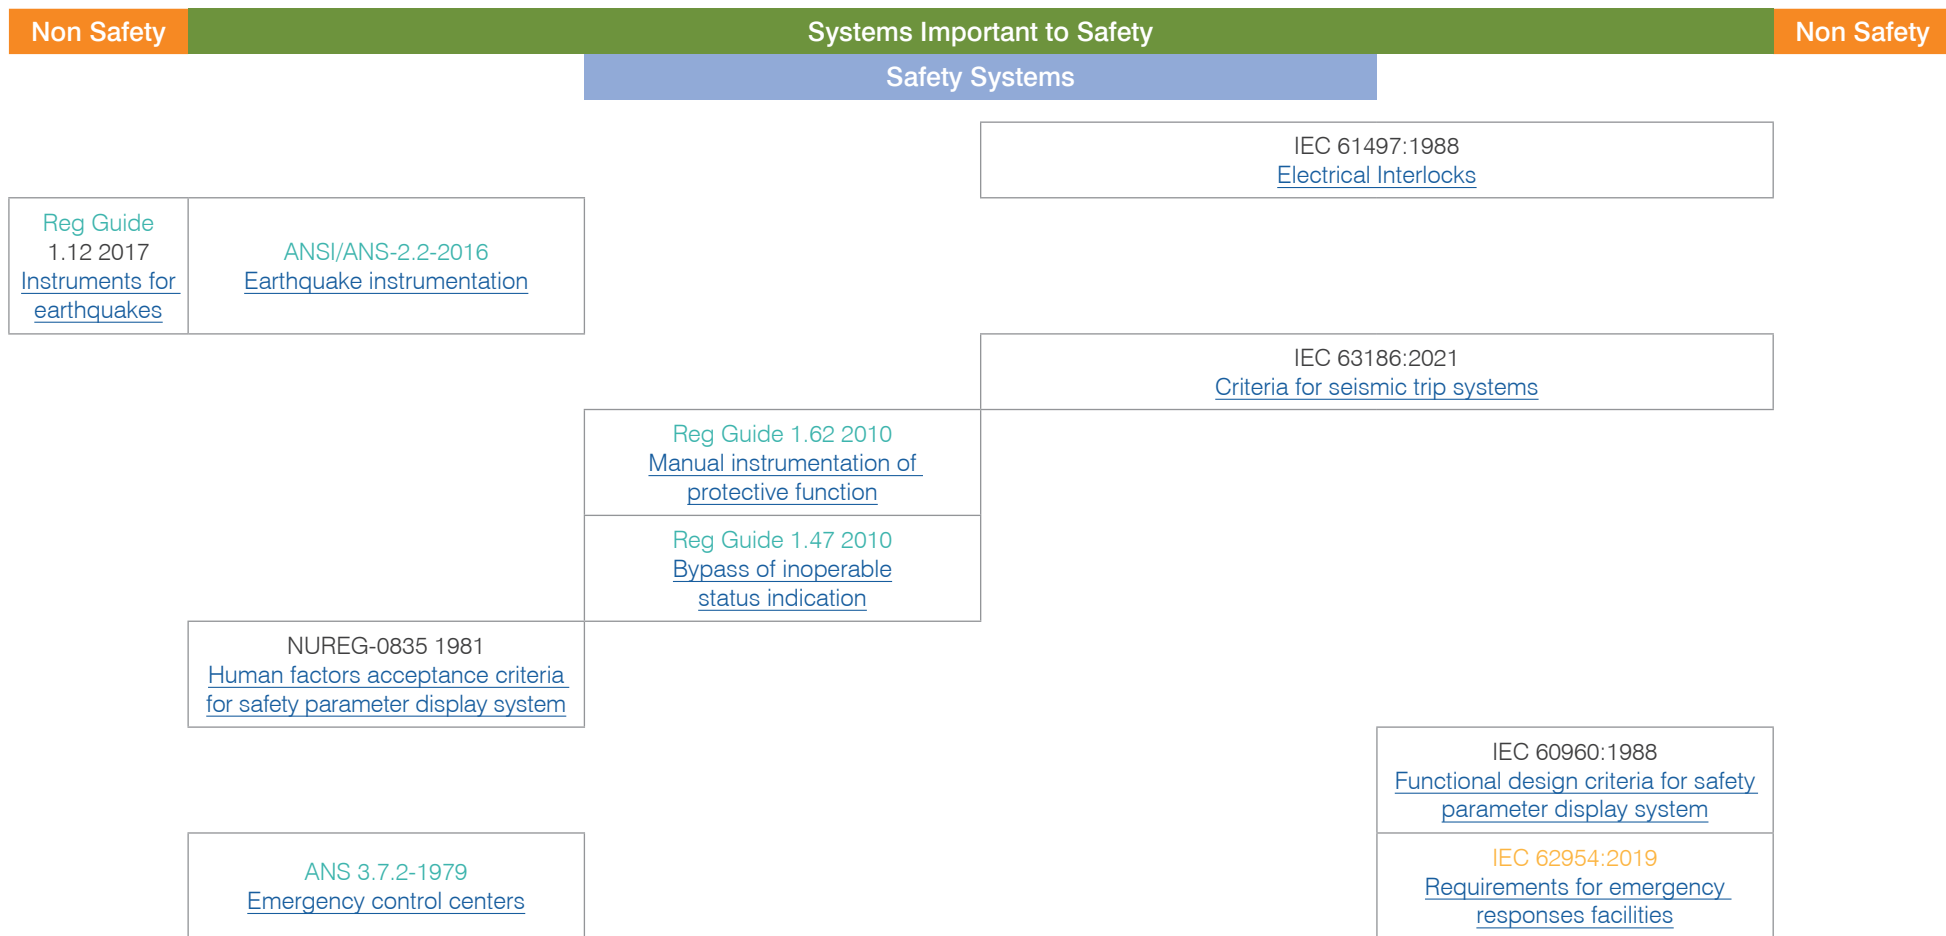 Non Safety
Systems Important to Safety
Non Safety
Safety Systems
IEC 61497:1988
Electrical Interlocks
Reg Guide
1.12 2017
Instruments for
earthquakes
ANSI/ANS-2.2-2016
Earthquake instrumentation
IEC 63186:2021
Criteria for seismic trip systems
Reg Guide 1.62 2010
Manual instrumentation of
protective function
Reg Guide 1.47 2010
Bypass of inoperable
status indication
NUREG-0835 1981
Human factors acceptance criteria
for safety parameter display system
IEC 60960:1988
Functional design criteria for safety
parameter display system
ANS 3.7.2-1979
Emergency control centers
IEC 62954:2019
Requirements for emergency
responses facilities